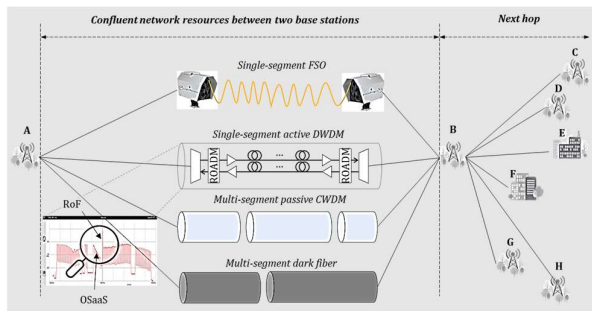 Confluent network resources between two base stations
Next hop
Single-segment FSO
C
D
A
Single-segment active DWDM
B
E
ROADM
ROADM
...
...
F
RoF
Multi-segment passive CWDM
OSaaS
Multi-segment dark fiber
G
H